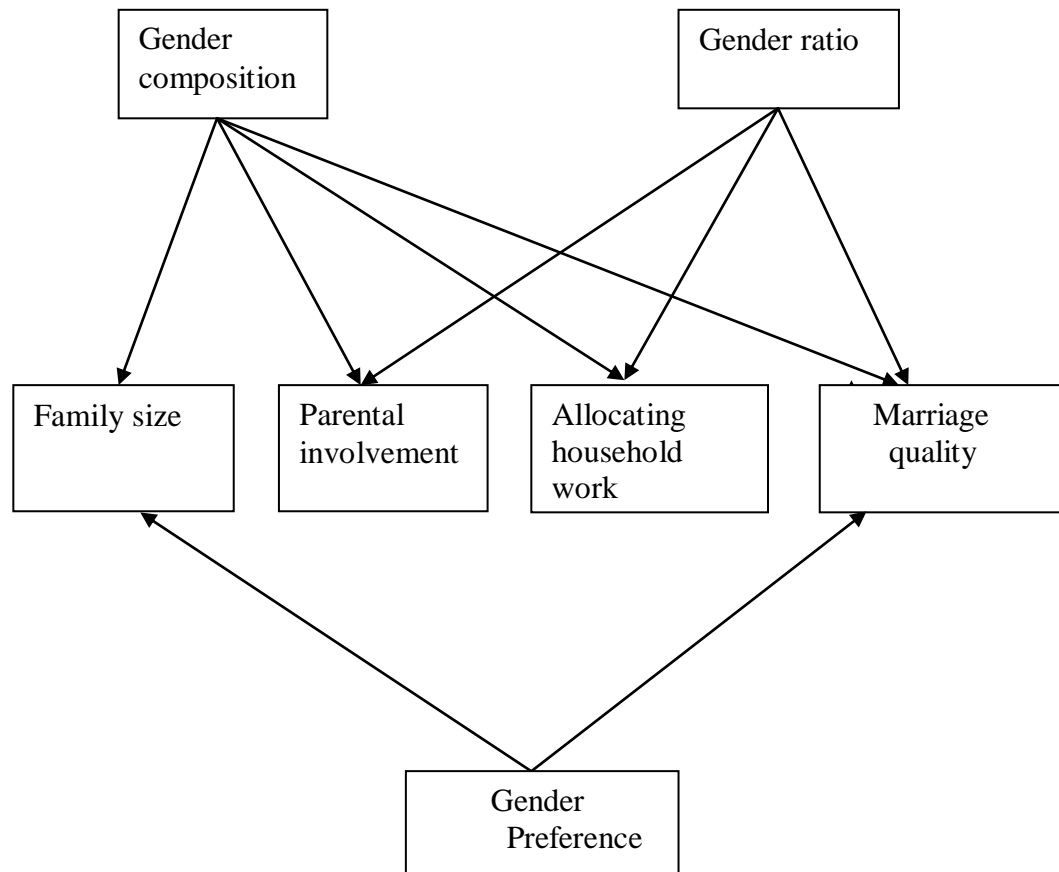 Gender
composition
Gender ratio
Family size
Parental
involvement
Allocating
household
work
Marriage
quality
Gender
Preference